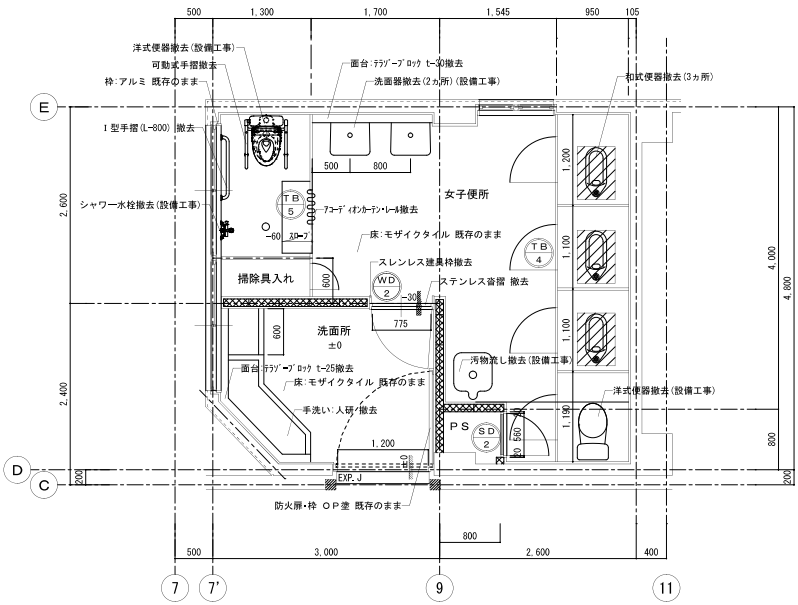 500 1,300 1,700 1,545 950 105
洋式便器撤去(設備工事)
可動式手摺撤去
枠:アルミ 既存のまま
面台:ﾃﾗｿﾞｰﾌﾞﾛｯｸ t-30撤去
洗面器撤去(2ヵ所)(設備工事)
和式便器撤去(3ヵ所)
E
I型手摺(L-800) 撤去
500 800
1,200
女子便所
2,600
シャワー水栓撤去(設備工事)
TB
5
ｱｺｰﾃﾞｨｵﾝｶｰﾃﾝ・ﾚｰﾙ撤去
-60 ｽﾛｰﾌﾟ
床:モザイクタイル 既存のまま
TB
4
1,100
4,000
4,800
スレンレス建具枠撤去
掃除具入れ
600
WD
2
ステンレス沓摺 撤去
-30
775
洗面所
±0
600
1,100
汚物流し撤去(設備工事)
面台:ﾃﾗｿﾞｰﾌﾞﾛｯｸ t-25撤去
床:モザイクタイル 既存のまま
洋式便器撤去(設備工事)
2,400
手洗い:人研ﾉ撤去
PS
SD
2
560
1,190
800
1,200
±0
20
D
C
200
EXP.J
200
防火扉・枠 OP塗 既存のまま
800
500 3,000 2,600 400
7 7' 9 11